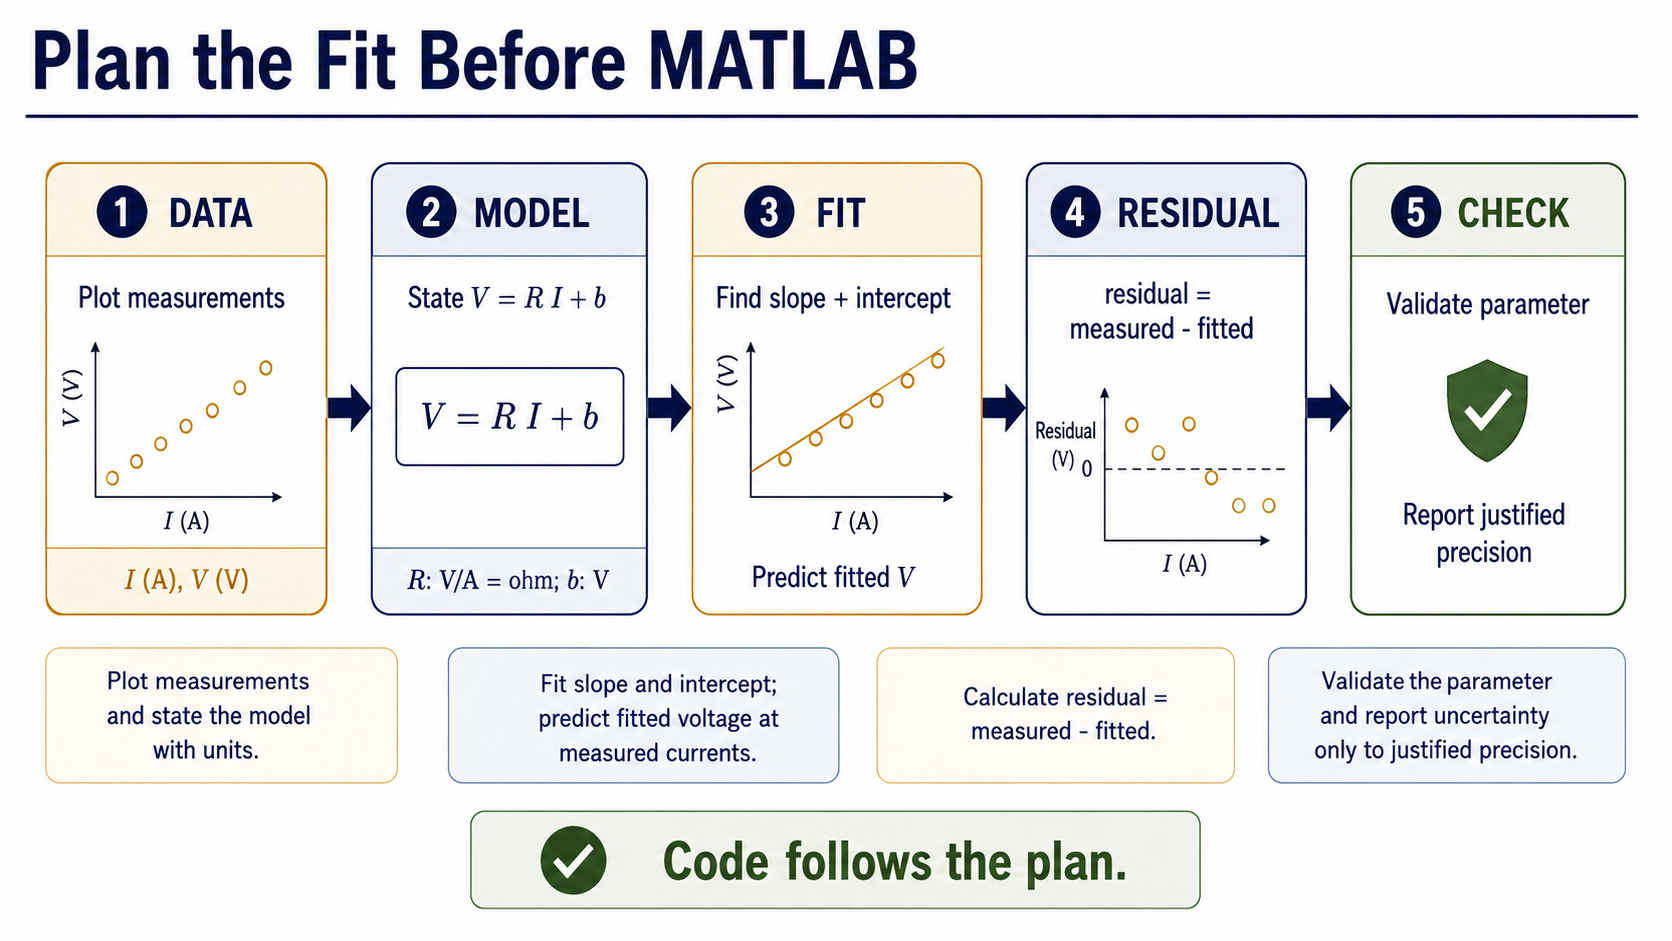 Plan the Fit Before MATLAB
1 DATA
Plot measurements
V (V)
I (A)
I (A), V (V)
2 MODEL
State V = R I + b
V = R I + b
R: V/A = ohm; b: V
3 FIT
Find slope + intercept
V (V)
I (A)
Predict fitted V
4 RESIDUAL
residual =
measured - fitted
Residual
(V) 0
I (A)
5 CHECK
Validate parameter
Report justified
precision
Plot measurements
and state the model
with units.
Fit slope and intercept;
predict fitted voltage at
measured currents.
Calculate residual =
measured - fitted.
Validate the parameter
and report uncertainty
only to justified precision.
Code follows the plan.